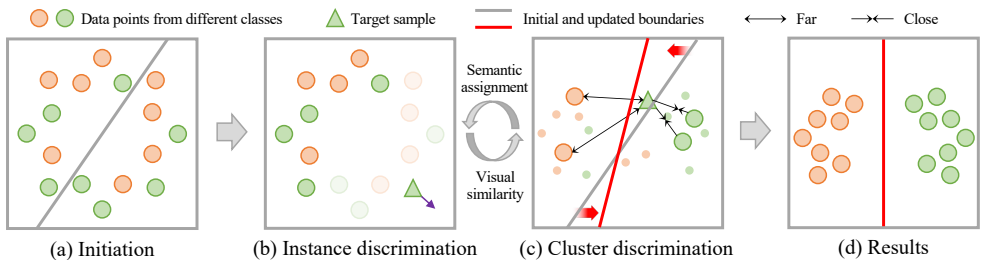 Data points from different classes
Target sample
Initial and updated boundaries
Far
Close
Semantic
assignment
Visual
similarity
(a) Initiation
(b) Instance discrimination
(c) Cluster discrimination
(d) Results